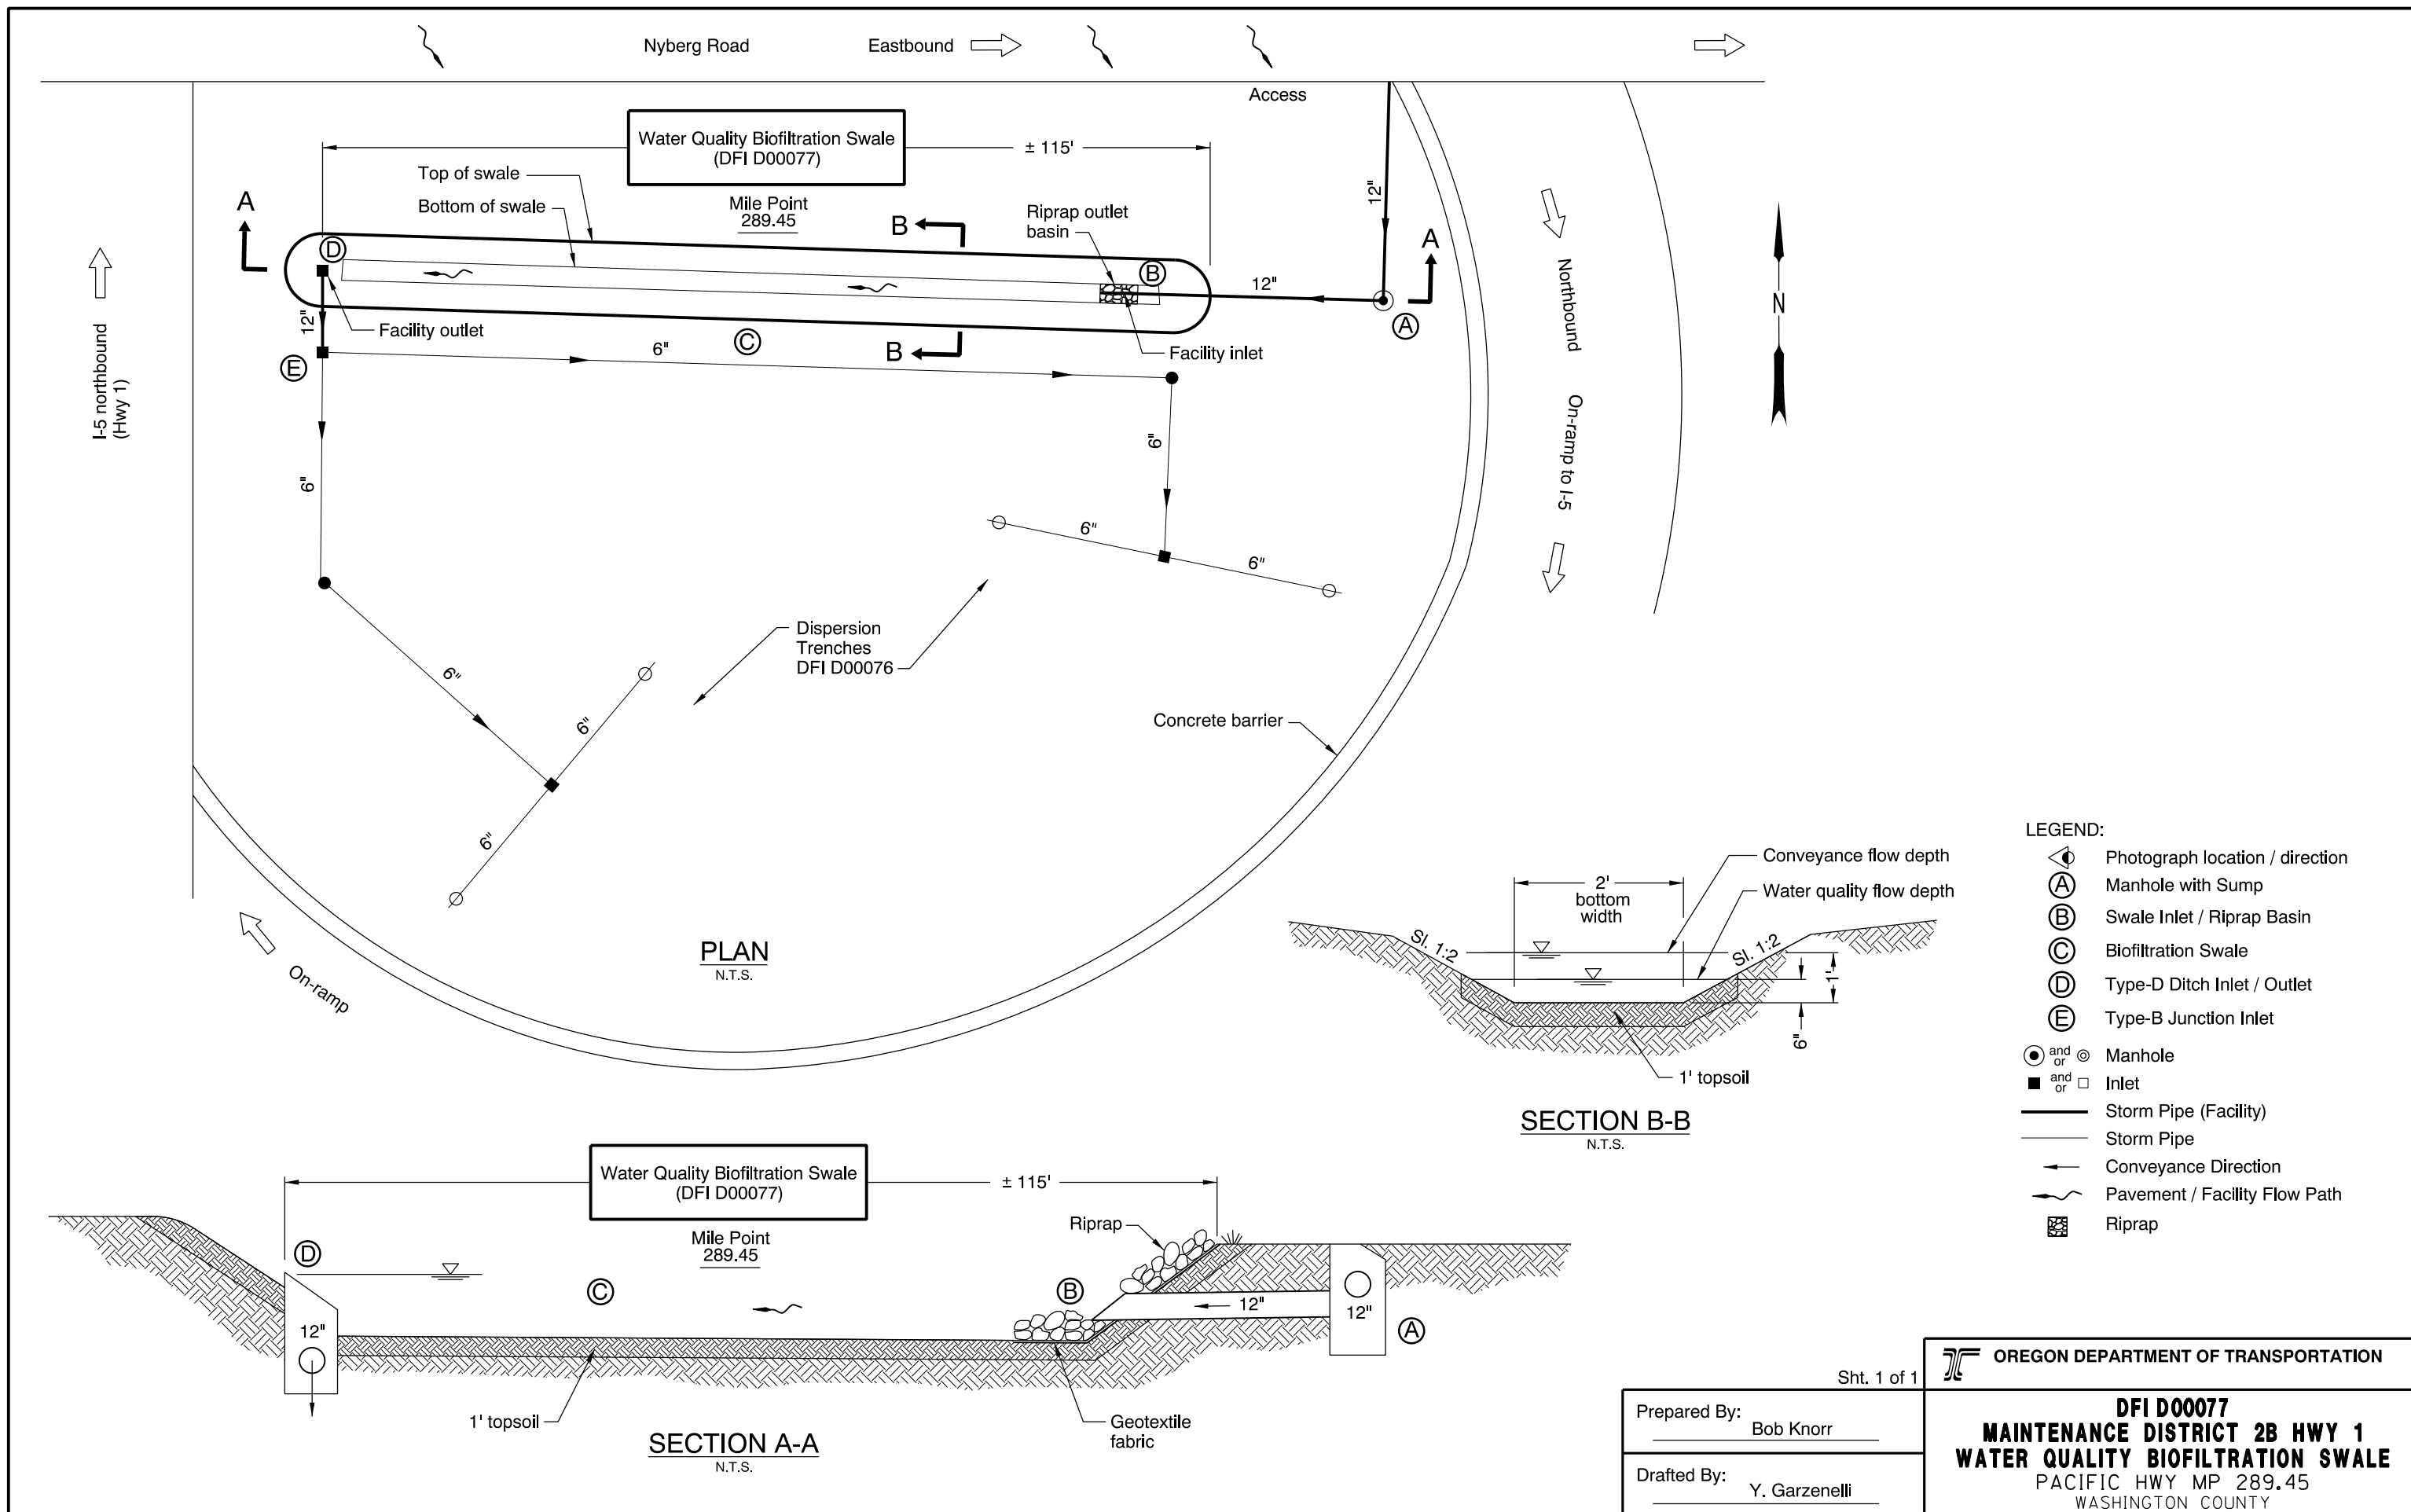 Nyberg Road
Eastbound
Access
Water Quality Biofiltration Swale
(DFI D00077)
± 115'
Top of swale
Bottom of swale
Mile Point
289.45
Riprap outlet
basin
A
B
A
12"
D
B
12"
A
12"
Facility outlet
C
6"
B
Facility inlet
E
I-5 northbound
(Hwy 1)
Northbound
On-ramp to I-5
N
6"
6"
6"
6"
Dispersion
Trenches
DFI D00076
6"
6"
6"
Concrete barrier
On-ramp
PLAN
N.T.S.
Conveyance flow depth
Water quality flow depth
2'
bottom
width
Sl. 1:2
Sl. 1:2
1'
6"
1' topsoil
SECTION B-B
N.T.S.
LEGEND:
Photograph location / direction
A Manhole with Sump
B Swale Inlet / Riprap Basin
C Biofiltration Swale
D Type-D Ditch Inlet / Outlet
E Type-B Junction Inlet
and or Manhole
and or Inlet
Storm Pipe (Facility)
Storm Pipe
Conveyance Direction
Pavement / Facility Flow Path
Riprap
Water Quality Biofiltration Swale
(DFI D00077)
± 115'
Mile Point
289.45
Riprap
D
C
B
12"
12"
A
12"
1' topsoil
Geotextile
fabric
SECTION A-A
N.T.S.
Sht. 1 of 1
OREGON DEPARTMENT OF TRANSPORTATION
Prepared By:
Bob Knorr
Drafted By:
Y. Garzenelli
DFI D00077
MAINTENANCE DISTRICT 2B HWY 1
WATER QUALITY BIOFILTRATION SWALE
PACIFIC HWY MP 289.45
WASHINGTON COUNTY